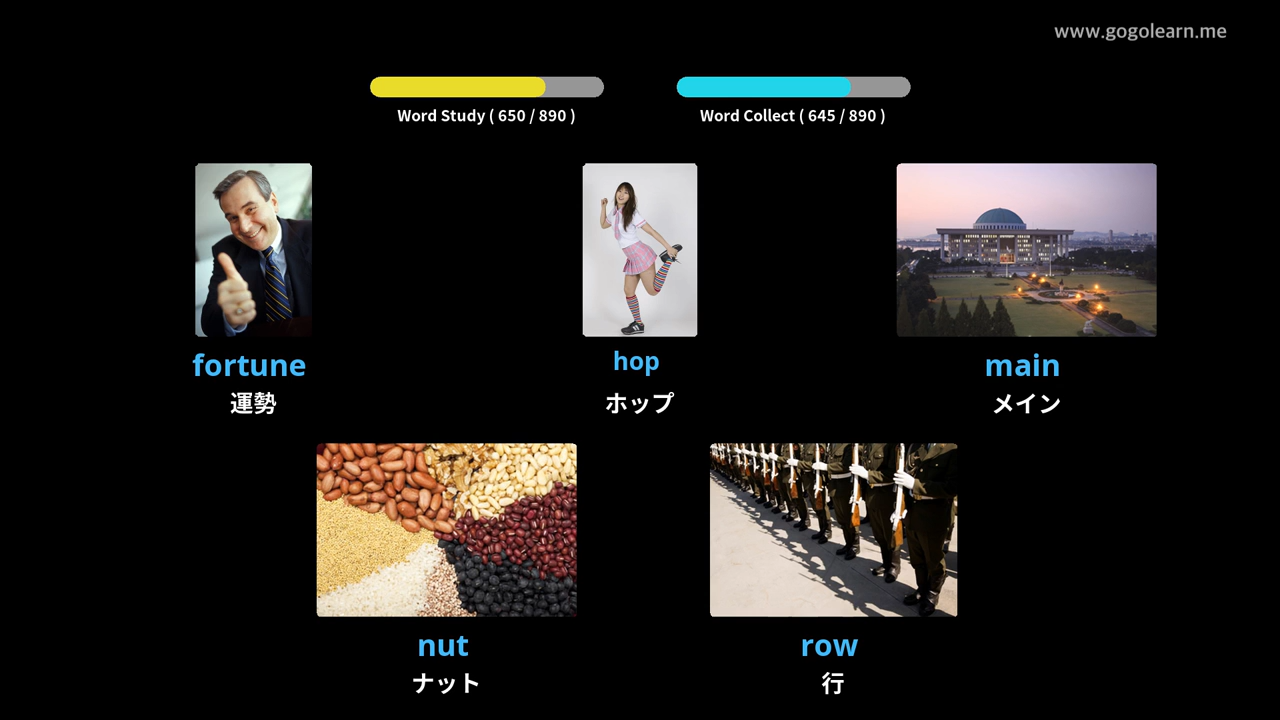 www.gogolearn.me
Word Study ( 650 / 890 )
Word Collect ( 645 / 890 )
fortune
運勢
hop
ホップ
main
メイン
nut
ナット
row
行